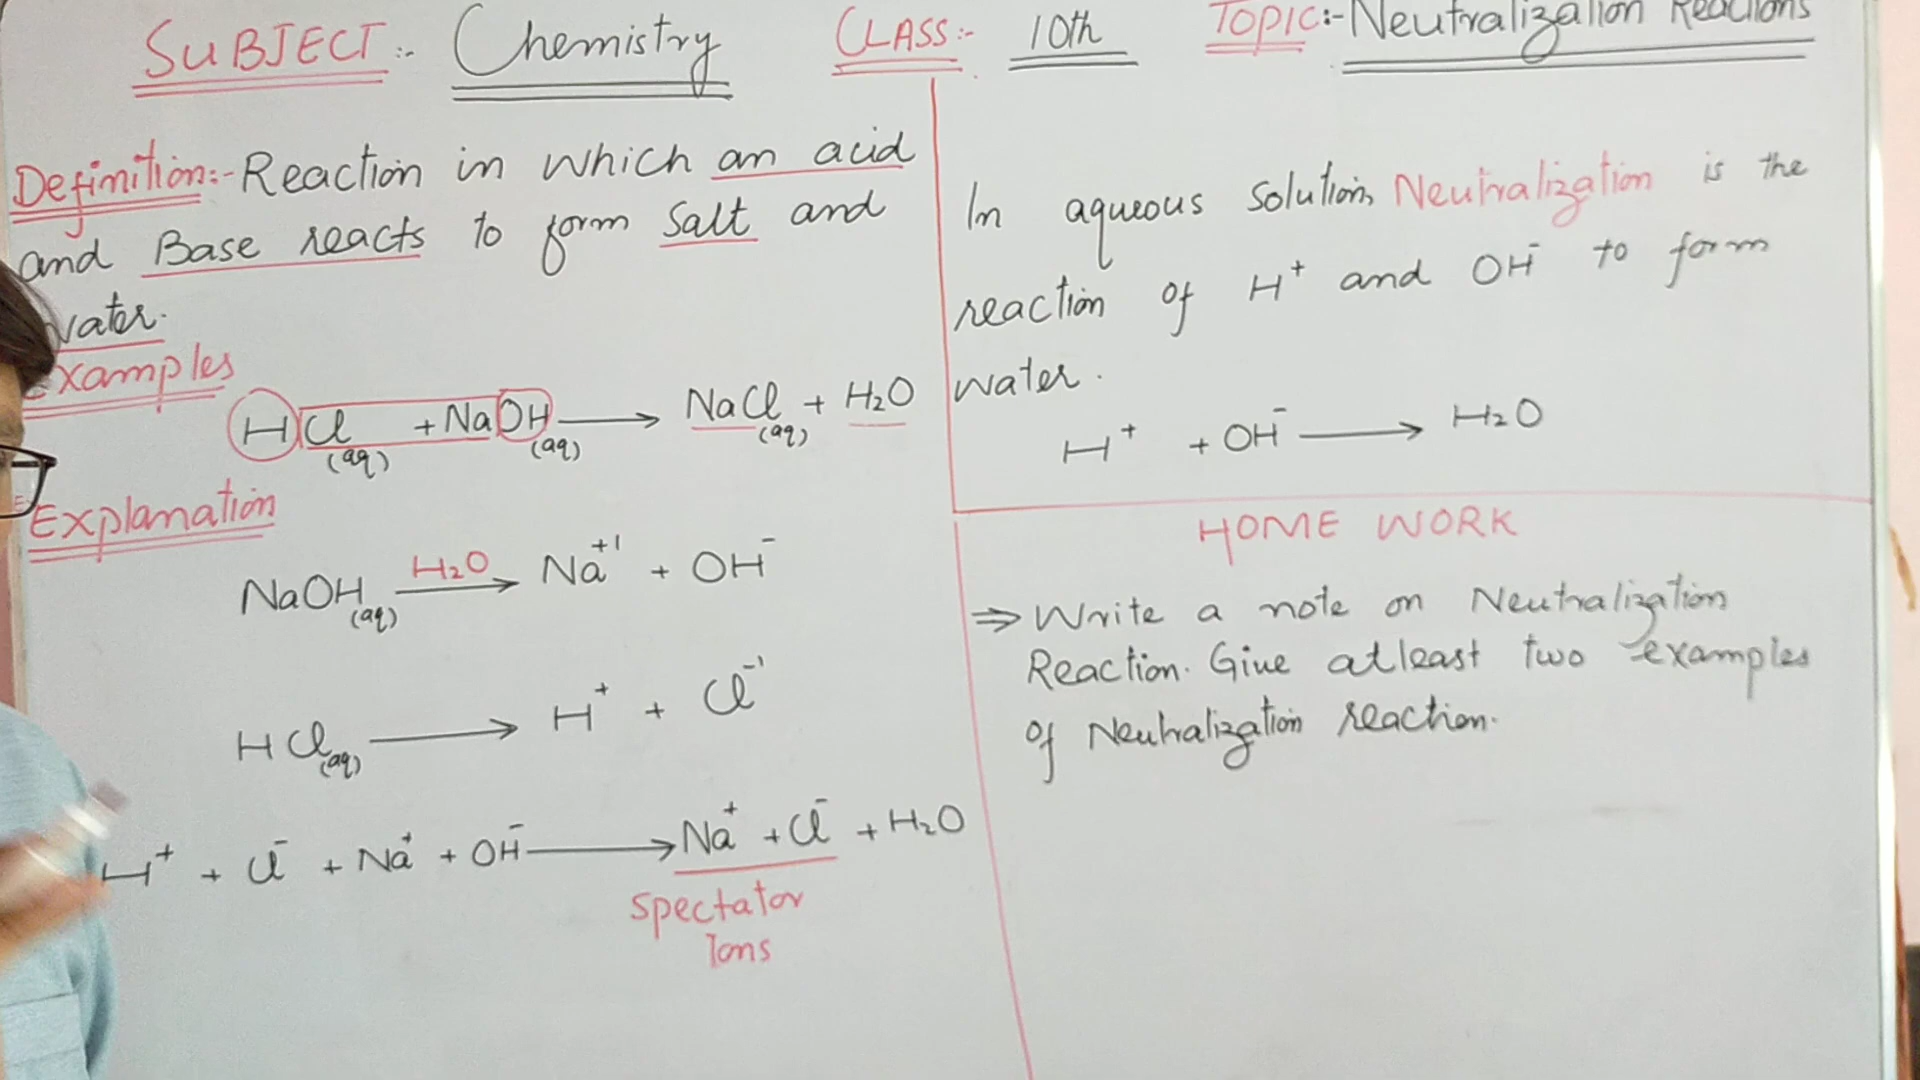 SUBJECT:- Chemistry CLASS:- 10th TOPIC:- Neutralization Reactions
Definition:- Reaction in which an acid
and Base reacts to form Salt and
water.
Examples
HCl(aq) + NaOH(aq) ⟶ NaCl(aq) + H₂O
Explanation
NaOH(aq) ⟶ Na⁺¹ + OH⁻
H₂O
HCl(aq) ⟶ H⁺ + Cl⁻¹
H⁺ + Cl⁻ + Na⁺ + OH⁻ ⟶ Na⁺ + Cl⁻ + H₂O
Spectator
Ions
In aqueous solution, Neutralization is the
reaction of H⁺ and OH⁻ to form
water.
H⁺ + OH⁻ ⟶ H₂O
HOME WORK
⇒ Write a note on Neutralization
Reaction. Give atleast two examples
of Neutralization reaction.